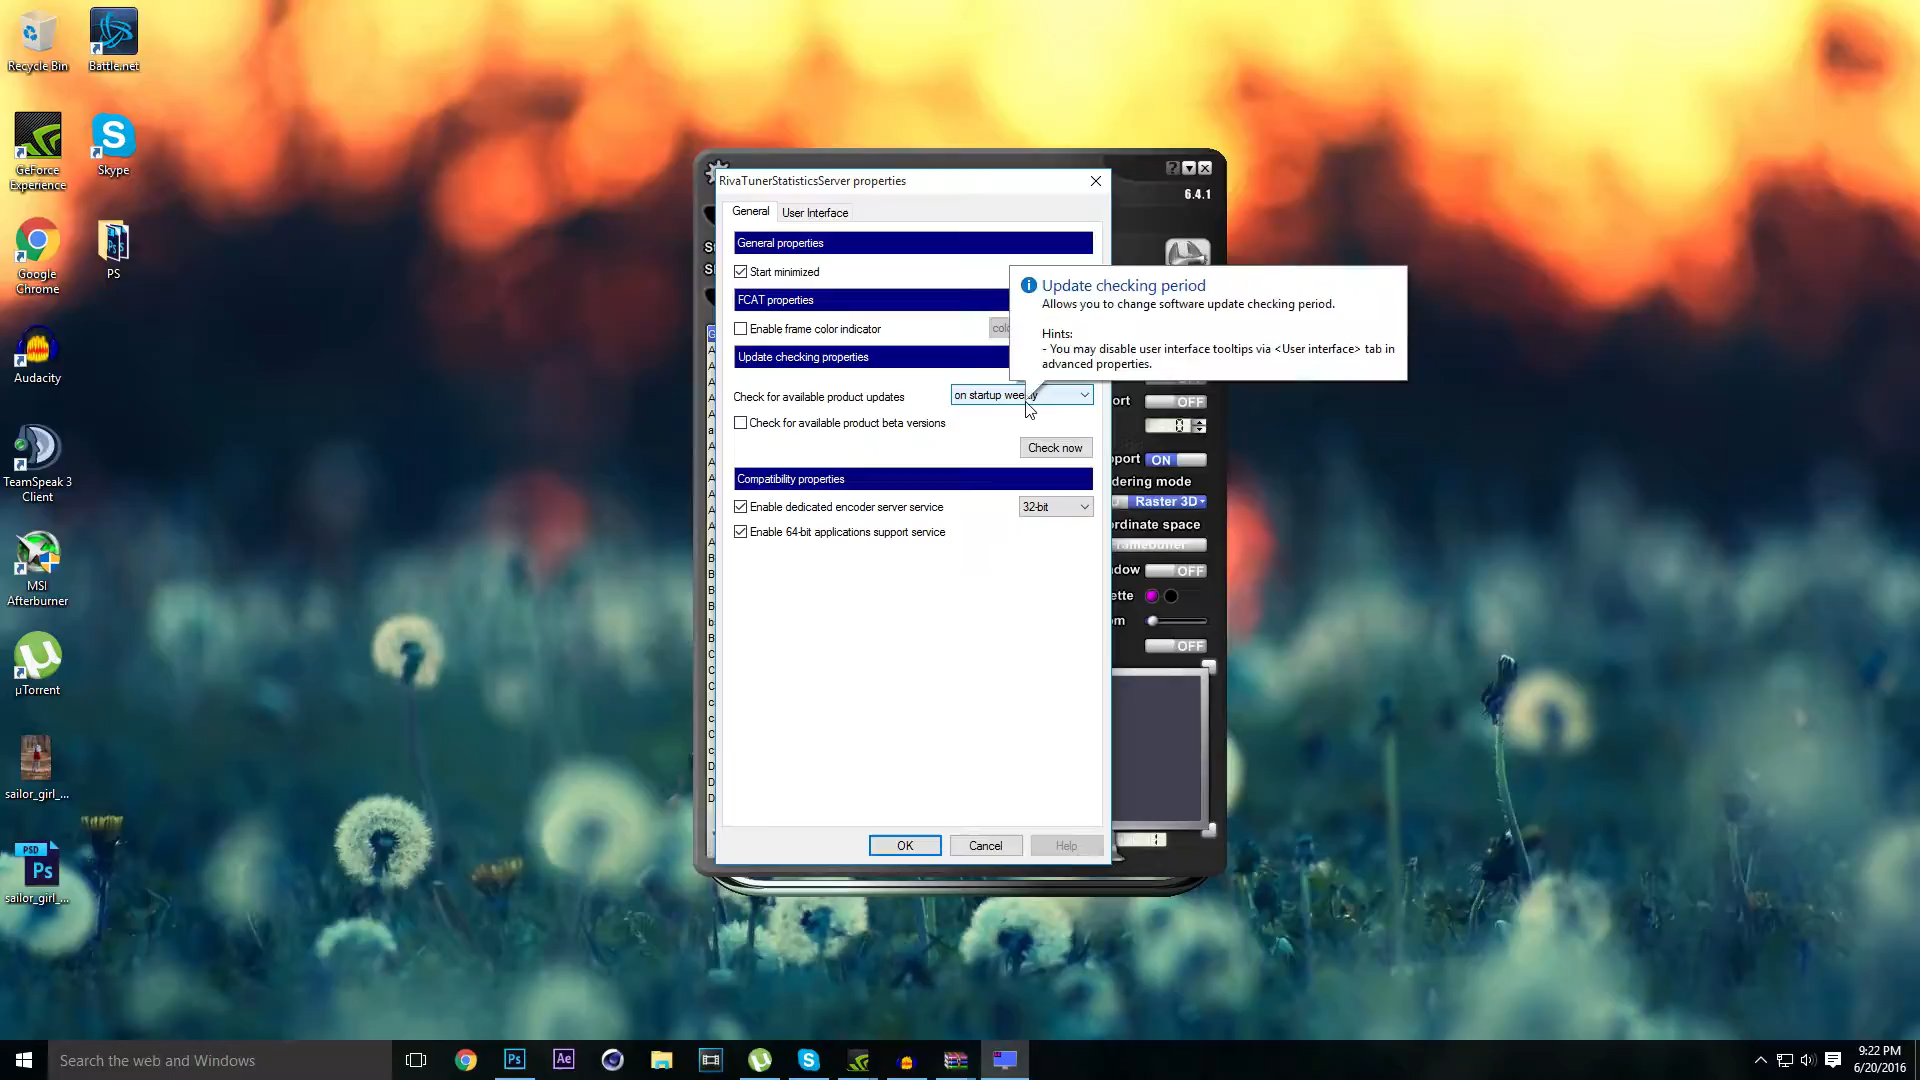 Recycle Bin
Battle.net
GeForce
Experience
Skype
Google
Chrome
PS
Audacity
TeamSpeak 3
Client
MSI
Afterburner
µTorrent
sailor_girl_...
PSD
Ps
sailor_girl_...
6.4.1
RivaTunerStatisticsServer properties
General
User Interface
General properties
Start minimized
FCAT properties
Enable frame color indicator
Update checking properties
Check for available product updates
on startup weekly
Check for available product beta versions
Check now
Compatibility properties
Enable dedicated encoder server service
32-bit
Enable 64-bit applications support service
OK
Cancel
Help
Update checking period
Allows you to change software update checking period.
Hints:
- You may disable user interface tooltips via <User interface> tab in
advanced properties.
ort
OFF
0
port
ON
dering mode
Raster 3D
rdinate space
dow
OFF
ette
om
OFF
1
Search the web and Windows
Ps
Ae
9:22 PM
6/20/2016